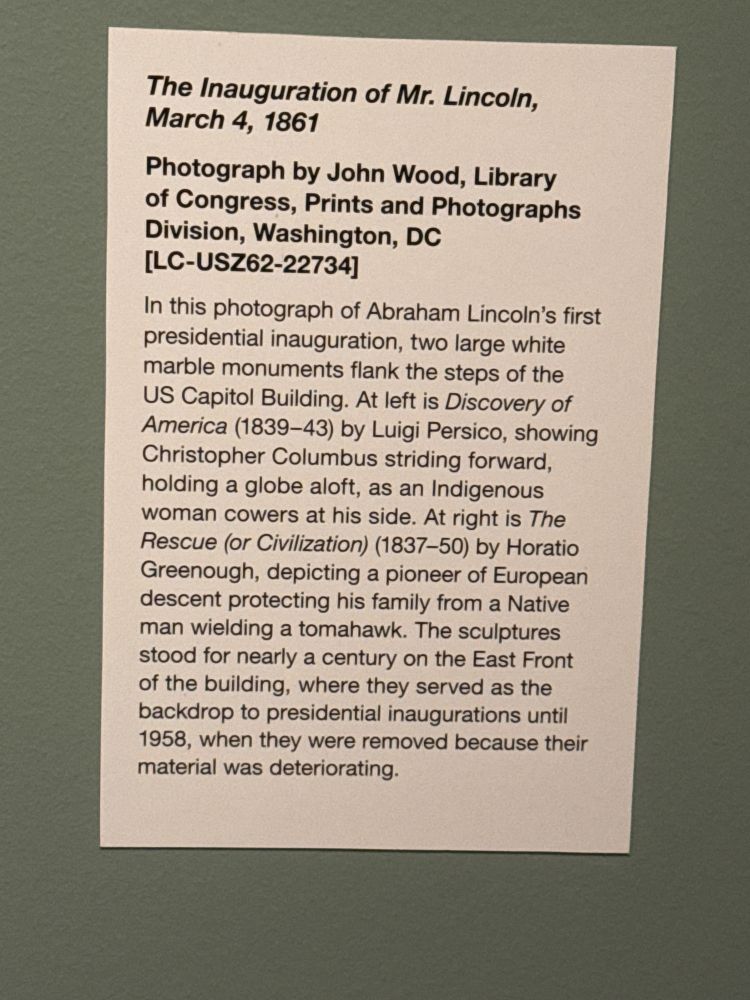 The Inauguration of Mr. Lincoln,
March 4, 1861
Photograph by John Wood, Library
of Congress, Prints and Photographs
Division, Washington, DC
[LC-USZ62-22734]
In this photograph of Abraham Lincoln’s first
presidential inauguration, two large white
marble monuments flank the steps of the
US Capitol Building. At left is Discovery of
America (1839–43) by Luigi Persico, showing
Christopher Columbus striding forward,
holding a globe aloft, as an Indigenous
woman cowers at his side. At right is The
Rescue (or Civilization) (1837–50) by Horatio
Greenough, depicting a pioneer of European
descent protecting his family from a Native
man wielding a tomahawk. The sculptures
stood for nearly a century on the East Front
of the building, where they served as the
backdrop to presidential inaugurations until
1958, when they were removed because their
material was deteriorating.